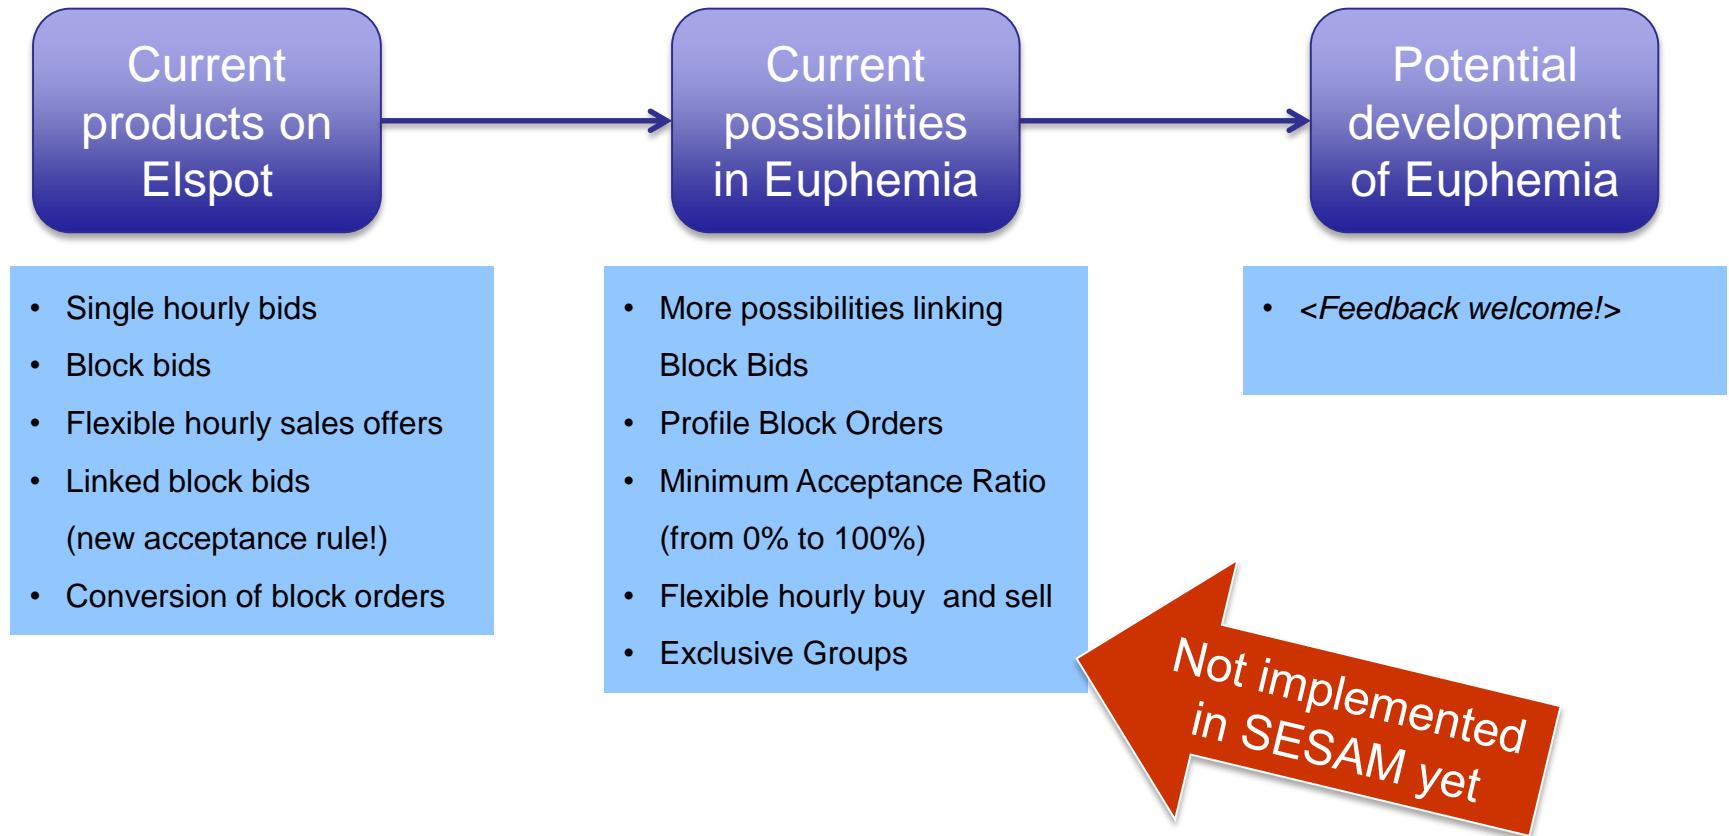 Current
products on
Elspot
Current
possibilities
in Euphemia
Potential
development
of Euphemia
• Single hourly bids
• Block bids
• Flexible hourly sales offers
• Linked block bids
(new acceptance rule!)
• Conversion of block orders
• More possibilities linking
Block Bids
• Profile Block Orders
• Minimum Acceptance Ratio
(from 0% to 100%)
• Flexible hourly buy and sell
• Exclusive Groups
• <Feedback welcome!>
Not implemented
in SESAM yet